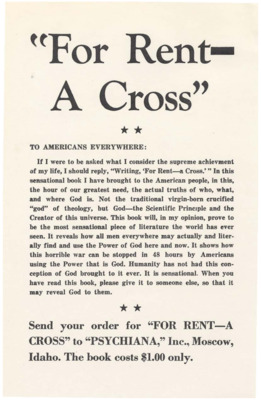 "For Rent—
A Cross"
★ ★
TO AMERICANS EVERYWHERE:
If I were to be asked what I consider the supreme achievment
of my life, I should reply, "Writing, 'For Rent—a Cross.'" In this
sensational book I have brought to the American people, in this,
the hour of our greatest need, the actual truths of who, what,
and where God is. Not the traditional virgin-born crucified
"god" of theology, but God—the Scientific Principle and the
Creator of this universe. This book will, in my opinion, prove to
be the most sensational piece of literature the world has ever
seen. It reveals how all men everywhere may actually and liter-
ally find and use the Power of God here and now. It shows how
this horrible war can be stopped in 48 hours by Americans
using the Power that is God. Humanity has not had this con-
ception of God brought to it ever. It is sensational. When you
have read this book, please give it to someone else, so that it
may reveal God to them.
★ ★
Send your order for "FOR RENT—A
CROSS" to "PSYCHIANA," Inc., Moscow,
Idaho. The book costs $1.00 only.